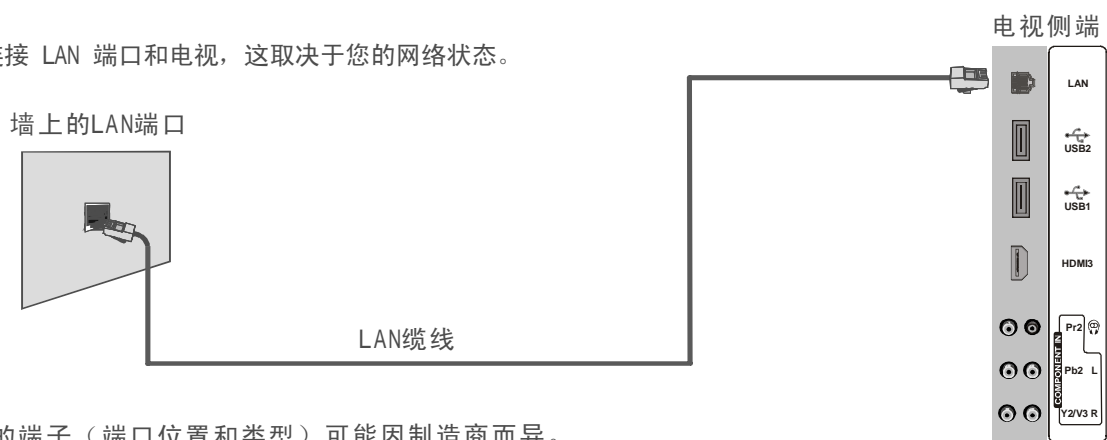 电视侧端
接 LAN 端口和电视，这取决于您的网络状态。
LAN
墙上的LAN端口
USB2
USB1
HDMI3
LAN缆线
Pr2
COMPONENT IN
Pb2 L
Y2/V3 R
的端子（端口位置和类型）可能因制造商而异。